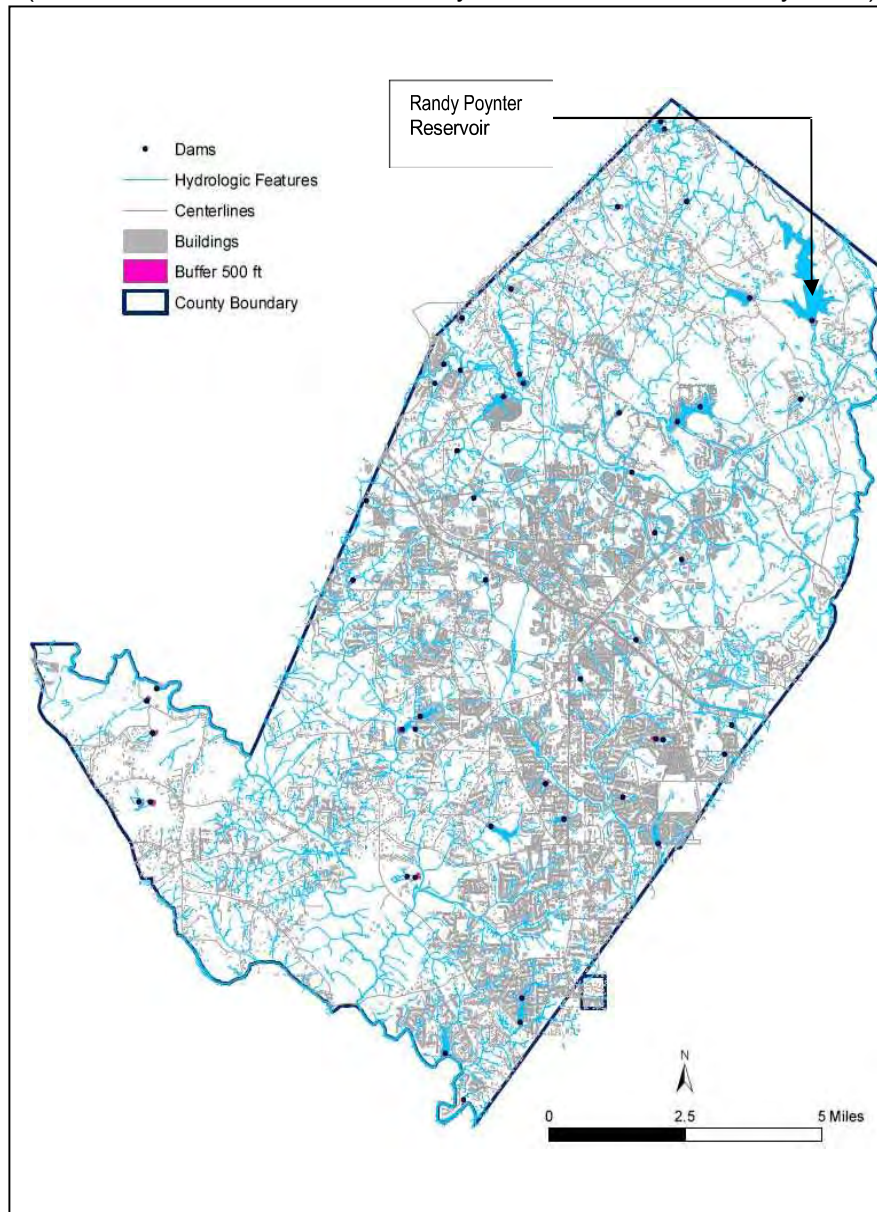 Randy Poynter
Reservoir
Dams
Hydrologic Features
Centerlines
Buildings
Buffer 500 ft
County Boundary
N
0 2.5 5 Miles